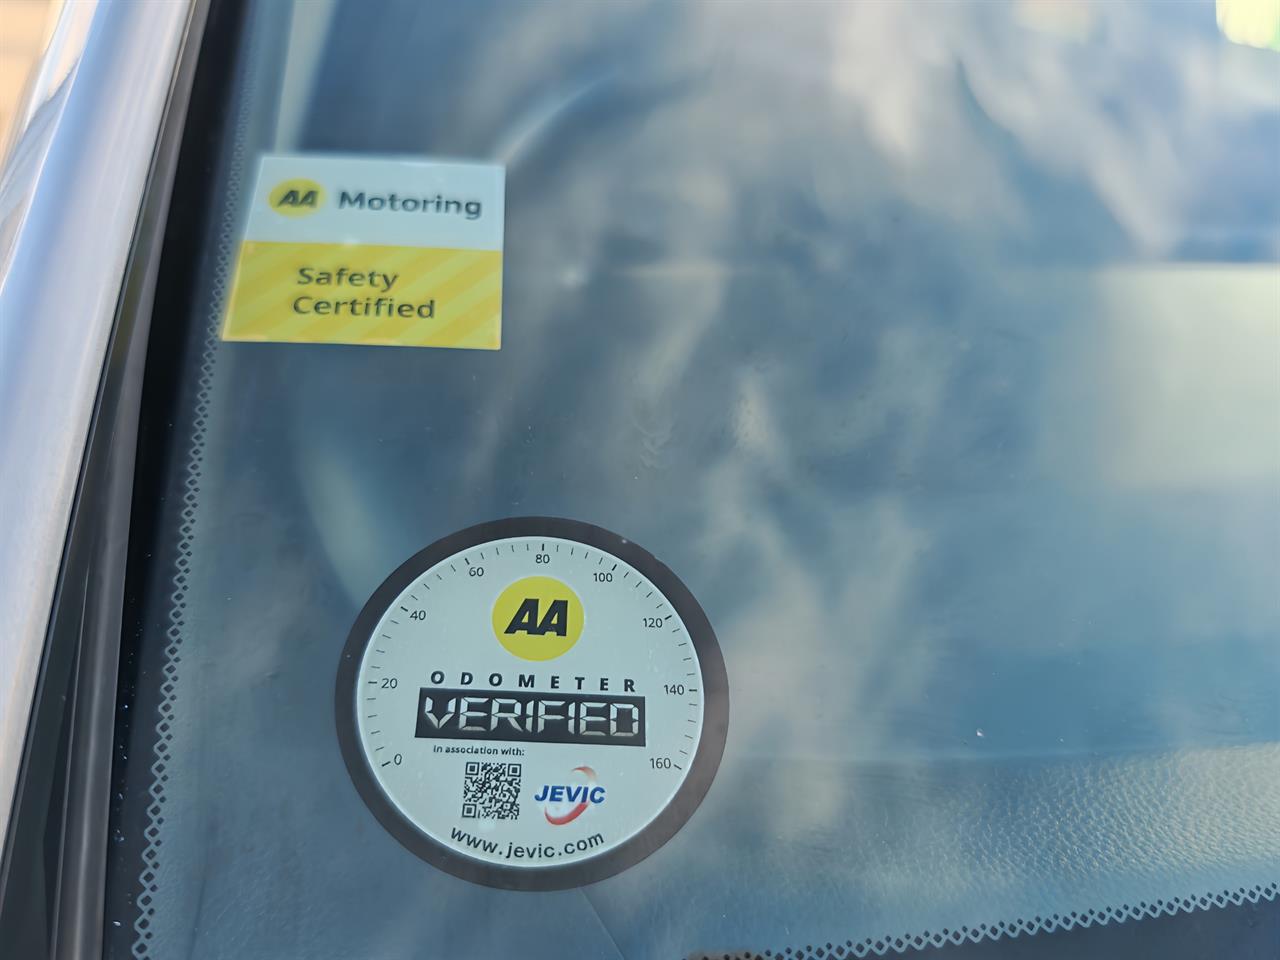 AA Motoring
Safety
Certified
0 20 40 60 80 100 120 140 160
AA
ODOMETER
VERIFIED
in association with:
JEVIC
www.jevic.com